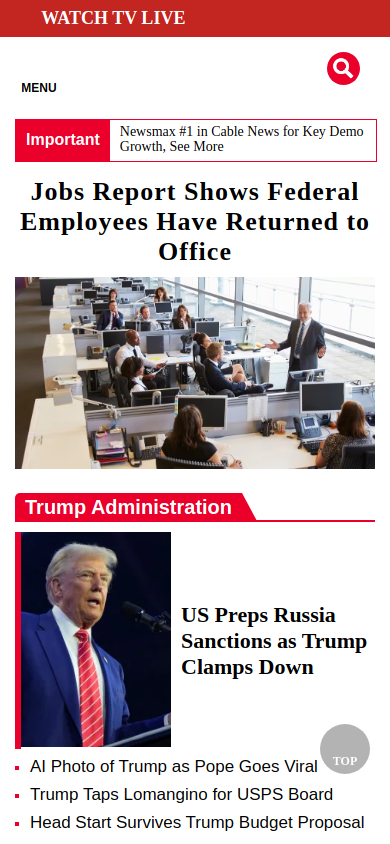 WATCH TV LIVE
MENU
Important
Newsmax #1 in Cable News for Key Demo
Growth, See More
Jobs Report Shows Federal
Employees Have Returned to
Office
Trump Administration
US Preps Russia
Sanctions as Trump
Clamps Down
TOP
AI Photo of Trump as Pope Goes Viral
Trump Taps Lomangino for USPS Board
Head Start Survives Trump Budget Proposal